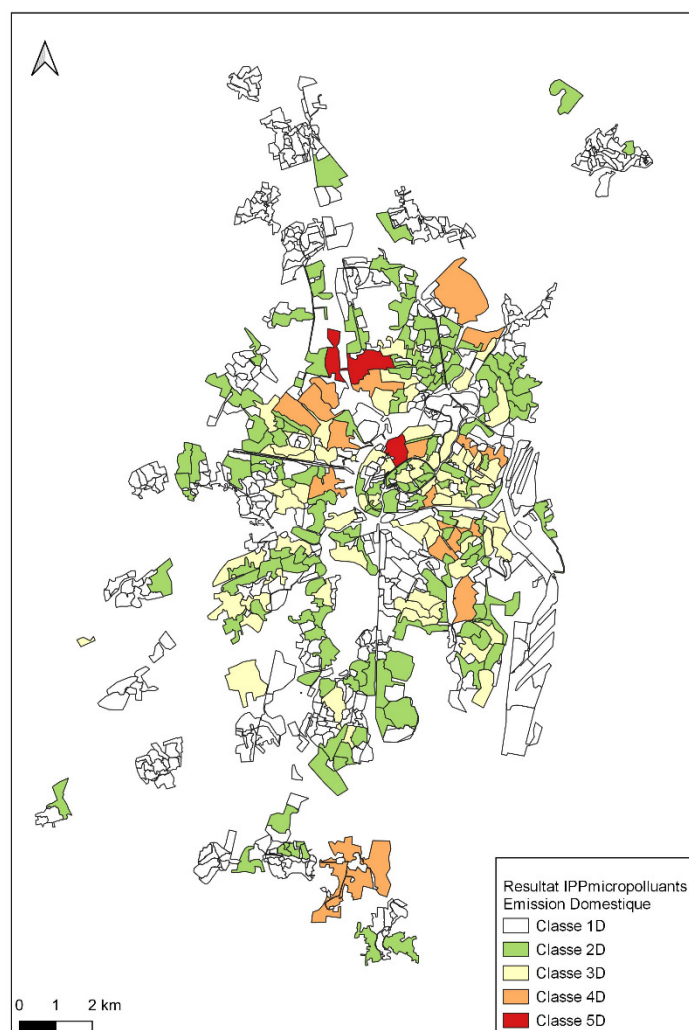 Resultat IPPmicropolluants
Emission Domestique
Classe 1D
Classe 2D
Classe 3D
Classe 4D
Classe 5D
0 1 2 km